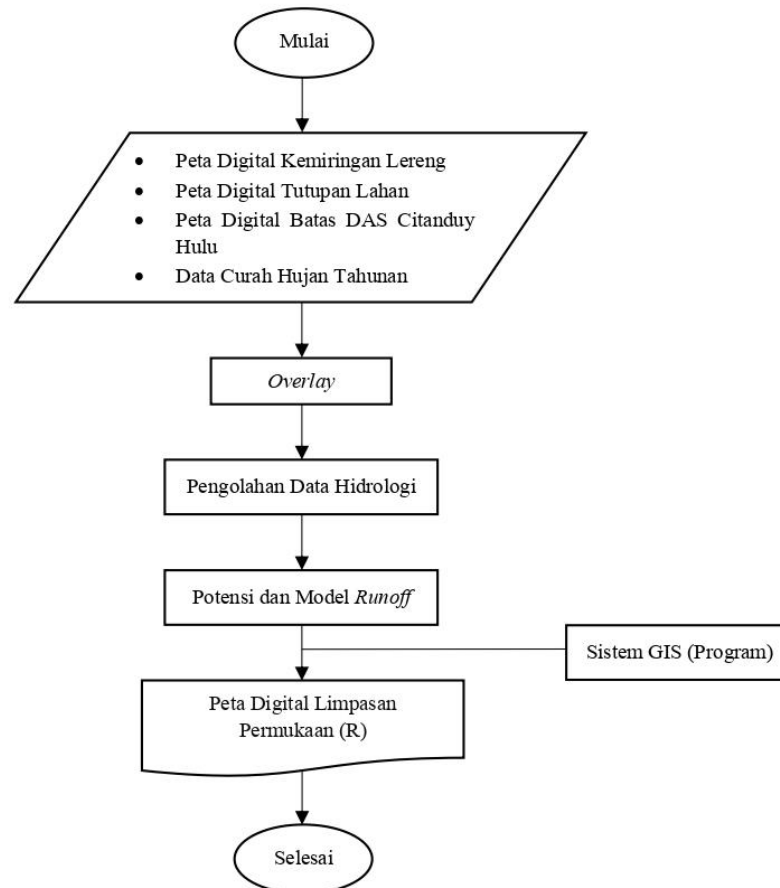 Mulai
• Peta Digital Kemiringan Lereng
• Peta Digital Tutupan Lahan
• Peta Digital Batas DAS Citanduy
Hulu
• Data Curah Hujan Tahunan
Overlay
Pengolahan Data Hidrologi
Potensi dan Model Runoff
Sistem GIS (Program)
Peta Digital Limpasan
Permukaan (R)
Selesai